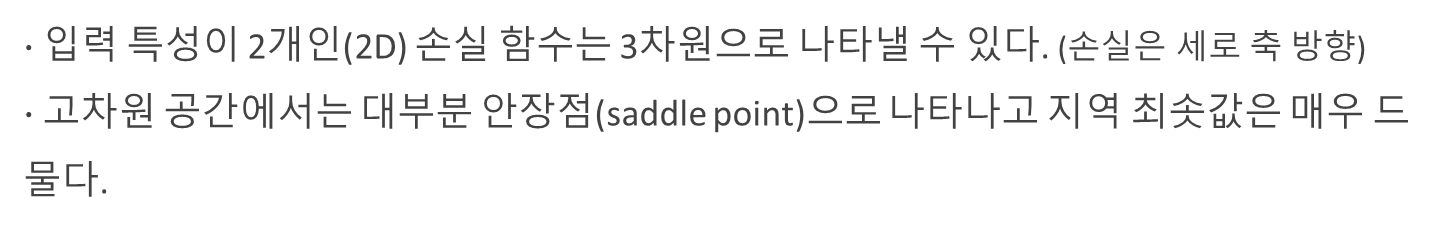 · 입력 특성이 2개인(2D) 손실 함수는 3차원으로 나타낼 수 있다. (손실은 세로 축 방향)
· 고차원 공간에서는 대부분 안장점(saddle point)으로 나타나고 지역 최솟값은 매우 드
물다.